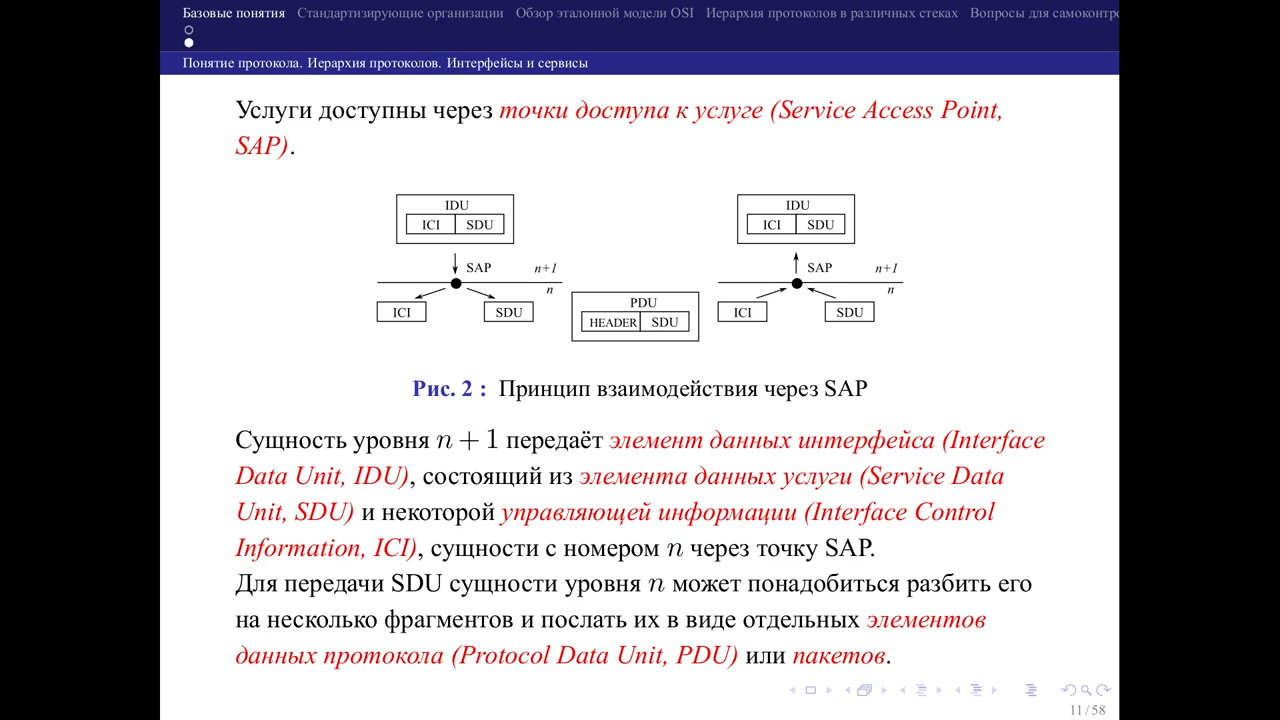 Базовые понятия Стандартизирующие организации Обзор эталонной модели OSI Иерархия протоколов в различных стеках Вопросы для самоконтро
Понятие протокола. Иерархия протоколов. Интерфейсы и сервисы
Услуги доступны через точки доступа к услуге (Service Access Point,
SAP).
IDU IDU
ICI SDU ICI SDU
SAP n+1 SAP n+1
n n
PDU
ICI SDU HEADER SDU ICI SDU
Рис. 2 : Принцип взаимодействия через SAP
Сущность уровня n + 1 передаёт элемент данных интерфейса (Interface
Data Unit, IDU), состоящий из элемента данных услуги (Service Data
Unit, SDU) и некоторой управляющей информации (Interface Control
Information, ICI), сущности с номером n через точку SAP.
Для передачи SDU сущности уровня n может понадобиться разбить его
на несколько фрагментов и послать их в виде отдельных элементов
данных протокола (Protocol Data Unit, PDU) или пакетов.
11 / 58